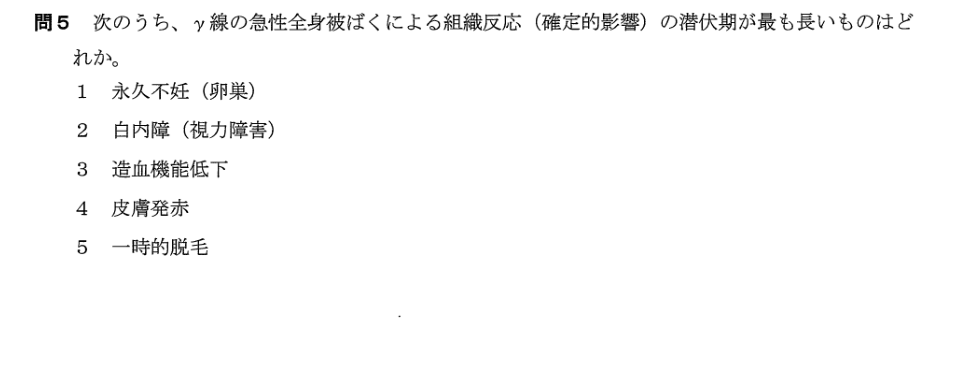 問５　次のうち、γ線の急性全身被ばくによる組織反応（確定的影響）の潜伏期が最も長いものはど
れか。
１　永久不妊（卵巣）
２　白内障（視力障害）
３　造血機能低下
４　皮膚発赤
５　一時的脱毛